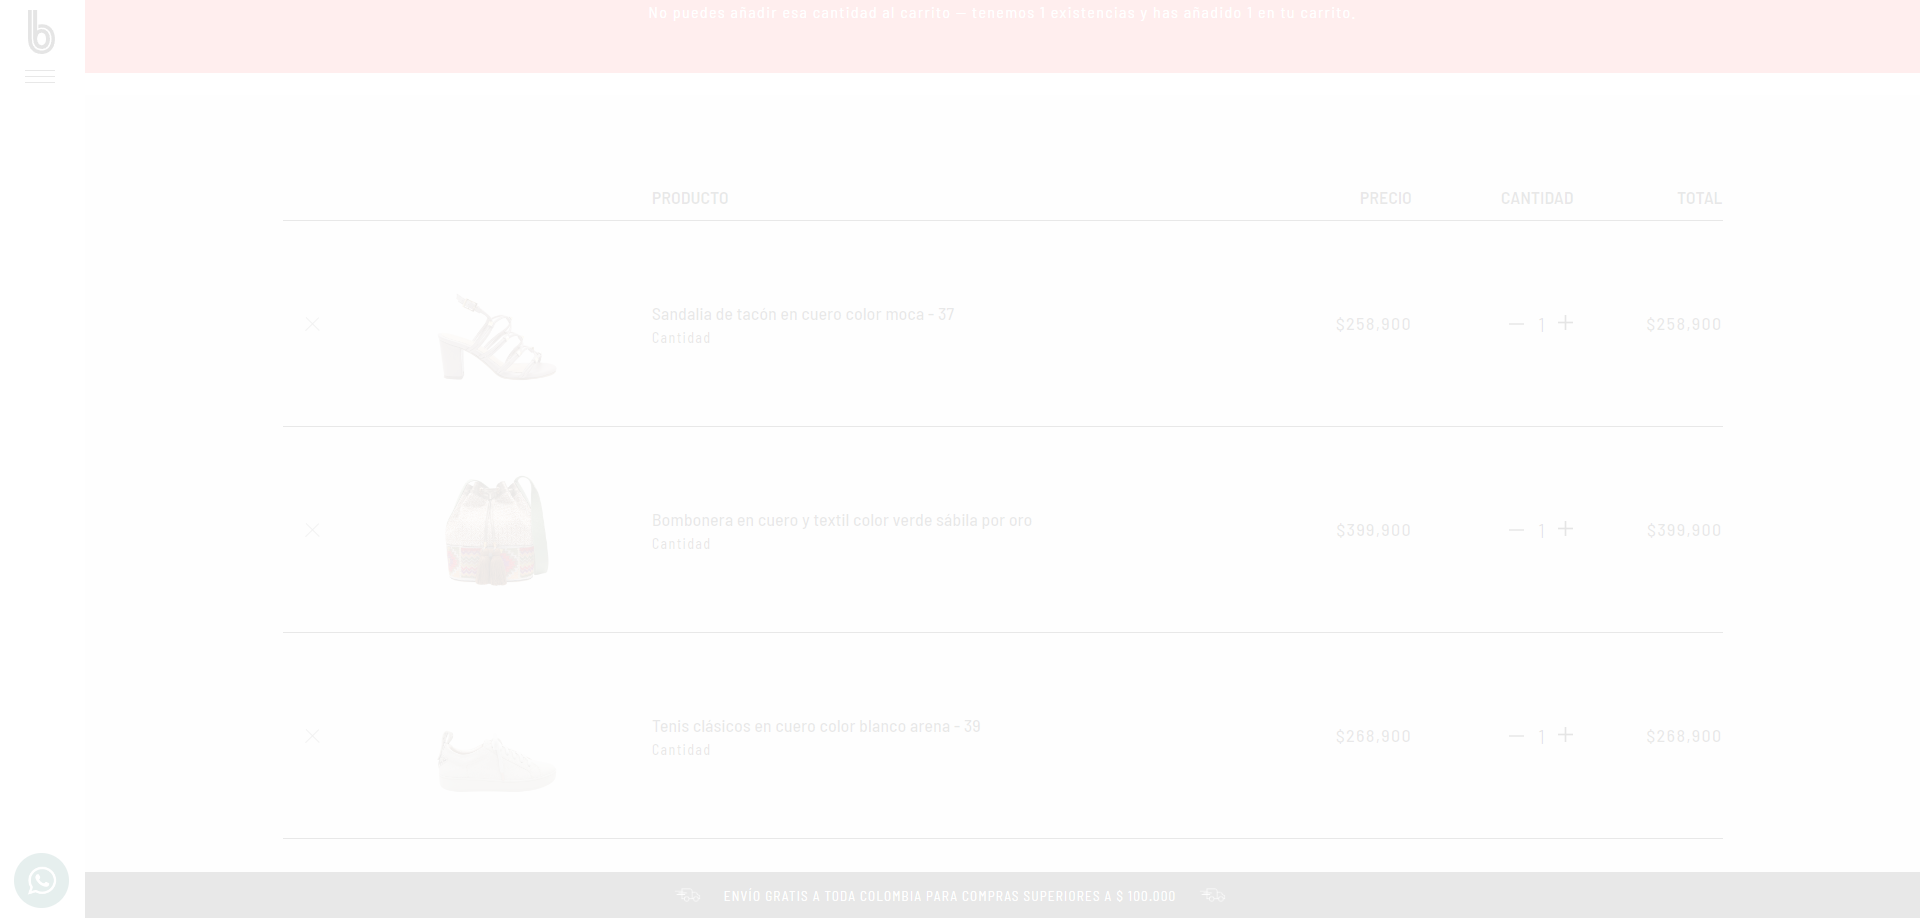 No puedes añadir esa cantidad al carrito — tenemos 1 existencias y has añadido 1 en tu carrito.
b
PRODUCTO PRECIO CANTIDAD TOTAL
Sandalia de tacón en cuero color moca - 37
Cantidad
$258,900 — 1 + $258,900
Bombonera en cuero y textil color verde sábila por oro
Cantidad
$399,900 — 1 + $399,900
Tenis clásicos en cuero color blanco arena - 39
Cantidad
$268,900 — 1 + $268,900
ENVÍO GRATIS A TODA COLOMBIA PARA COMPRAS SUPERIORES A $ 100.000